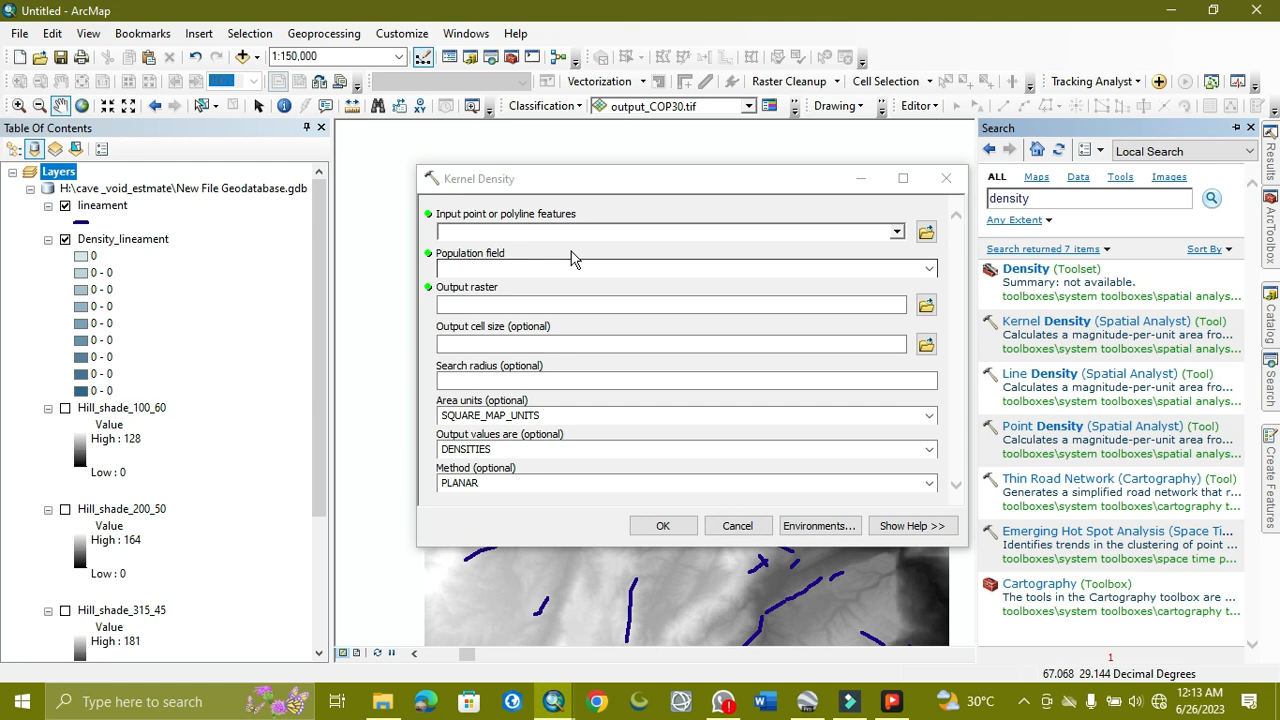 Untitled - ArcMap
File Edit View Bookmarks Insert Selection Geoprocessing Customize Windows Help
1:150,000
Vectorization Raster Cleanup Cell Selection Tracking Analyst
Classification output_COP30.tif Drawing Editor
Table Of Contents
Layers
H:\cave _void_estmate\New File Geodatabase.gdb
lineament
Density_lineament
0
0 - 0
0 - 0
0 - 0
0 - 0
0 - 0
0 - 0
0 - 0
0 - 0
Hill_shade_100_60
Value
High : 128
Low : 0
Hill_shade_200_50
Value
High : 164
Low : 0
Hill_shade_315_45
Value
High : 181
Kernel Density
Input point or polyline features
Population field
Output raster
Output cell size (optional)
Search radius (optional)
Area units (optional)
SQUARE_MAP_UNITS
Output values are (optional)
DENSITIES
Method (optional)
PLANAR
OK Cancel Environments... Show Help >>
Search
Local Search
ALL Maps Data Tools Images
density
Any Extent
Search returned 7 items Sort By
Density (Toolset)
Summary: not available.
toolboxes\system toolboxes\spatial analys...
Kernel Density (Spatial Analyst) (Tool)
Calculates a magnitude-per-unit area fro...
toolboxes\system toolboxes\spatial analys...
Line Density (Spatial Analyst) (Tool)
Calculates a magnitude-per-unit area fro...
toolboxes\system toolboxes\spatial analys...
Point Density (Spatial Analyst) (Tool)
Calculates a magnitude-per-unit area fro...
toolboxes\system toolboxes\spatial analys...
Thin Road Network (Cartography) (Tool)
Generates a simplified road network that r...
toolboxes\system toolboxes\cartography t...
Emerging Hot Spot Analysis (Space Ti...
Identifies trends in the clustering of point ...
toolboxes\system toolboxes\space time p...
Cartography (Toolbox)
The tools in the Cartography toolbox are ...
toolboxes\system toolboxes\cartography t...
1
Results
ArcToolbox
Catalog
Search
Create Features
67.068 29.144 Decimal Degrees
Type here to search
30°C
12:13 AM
6/26/2023